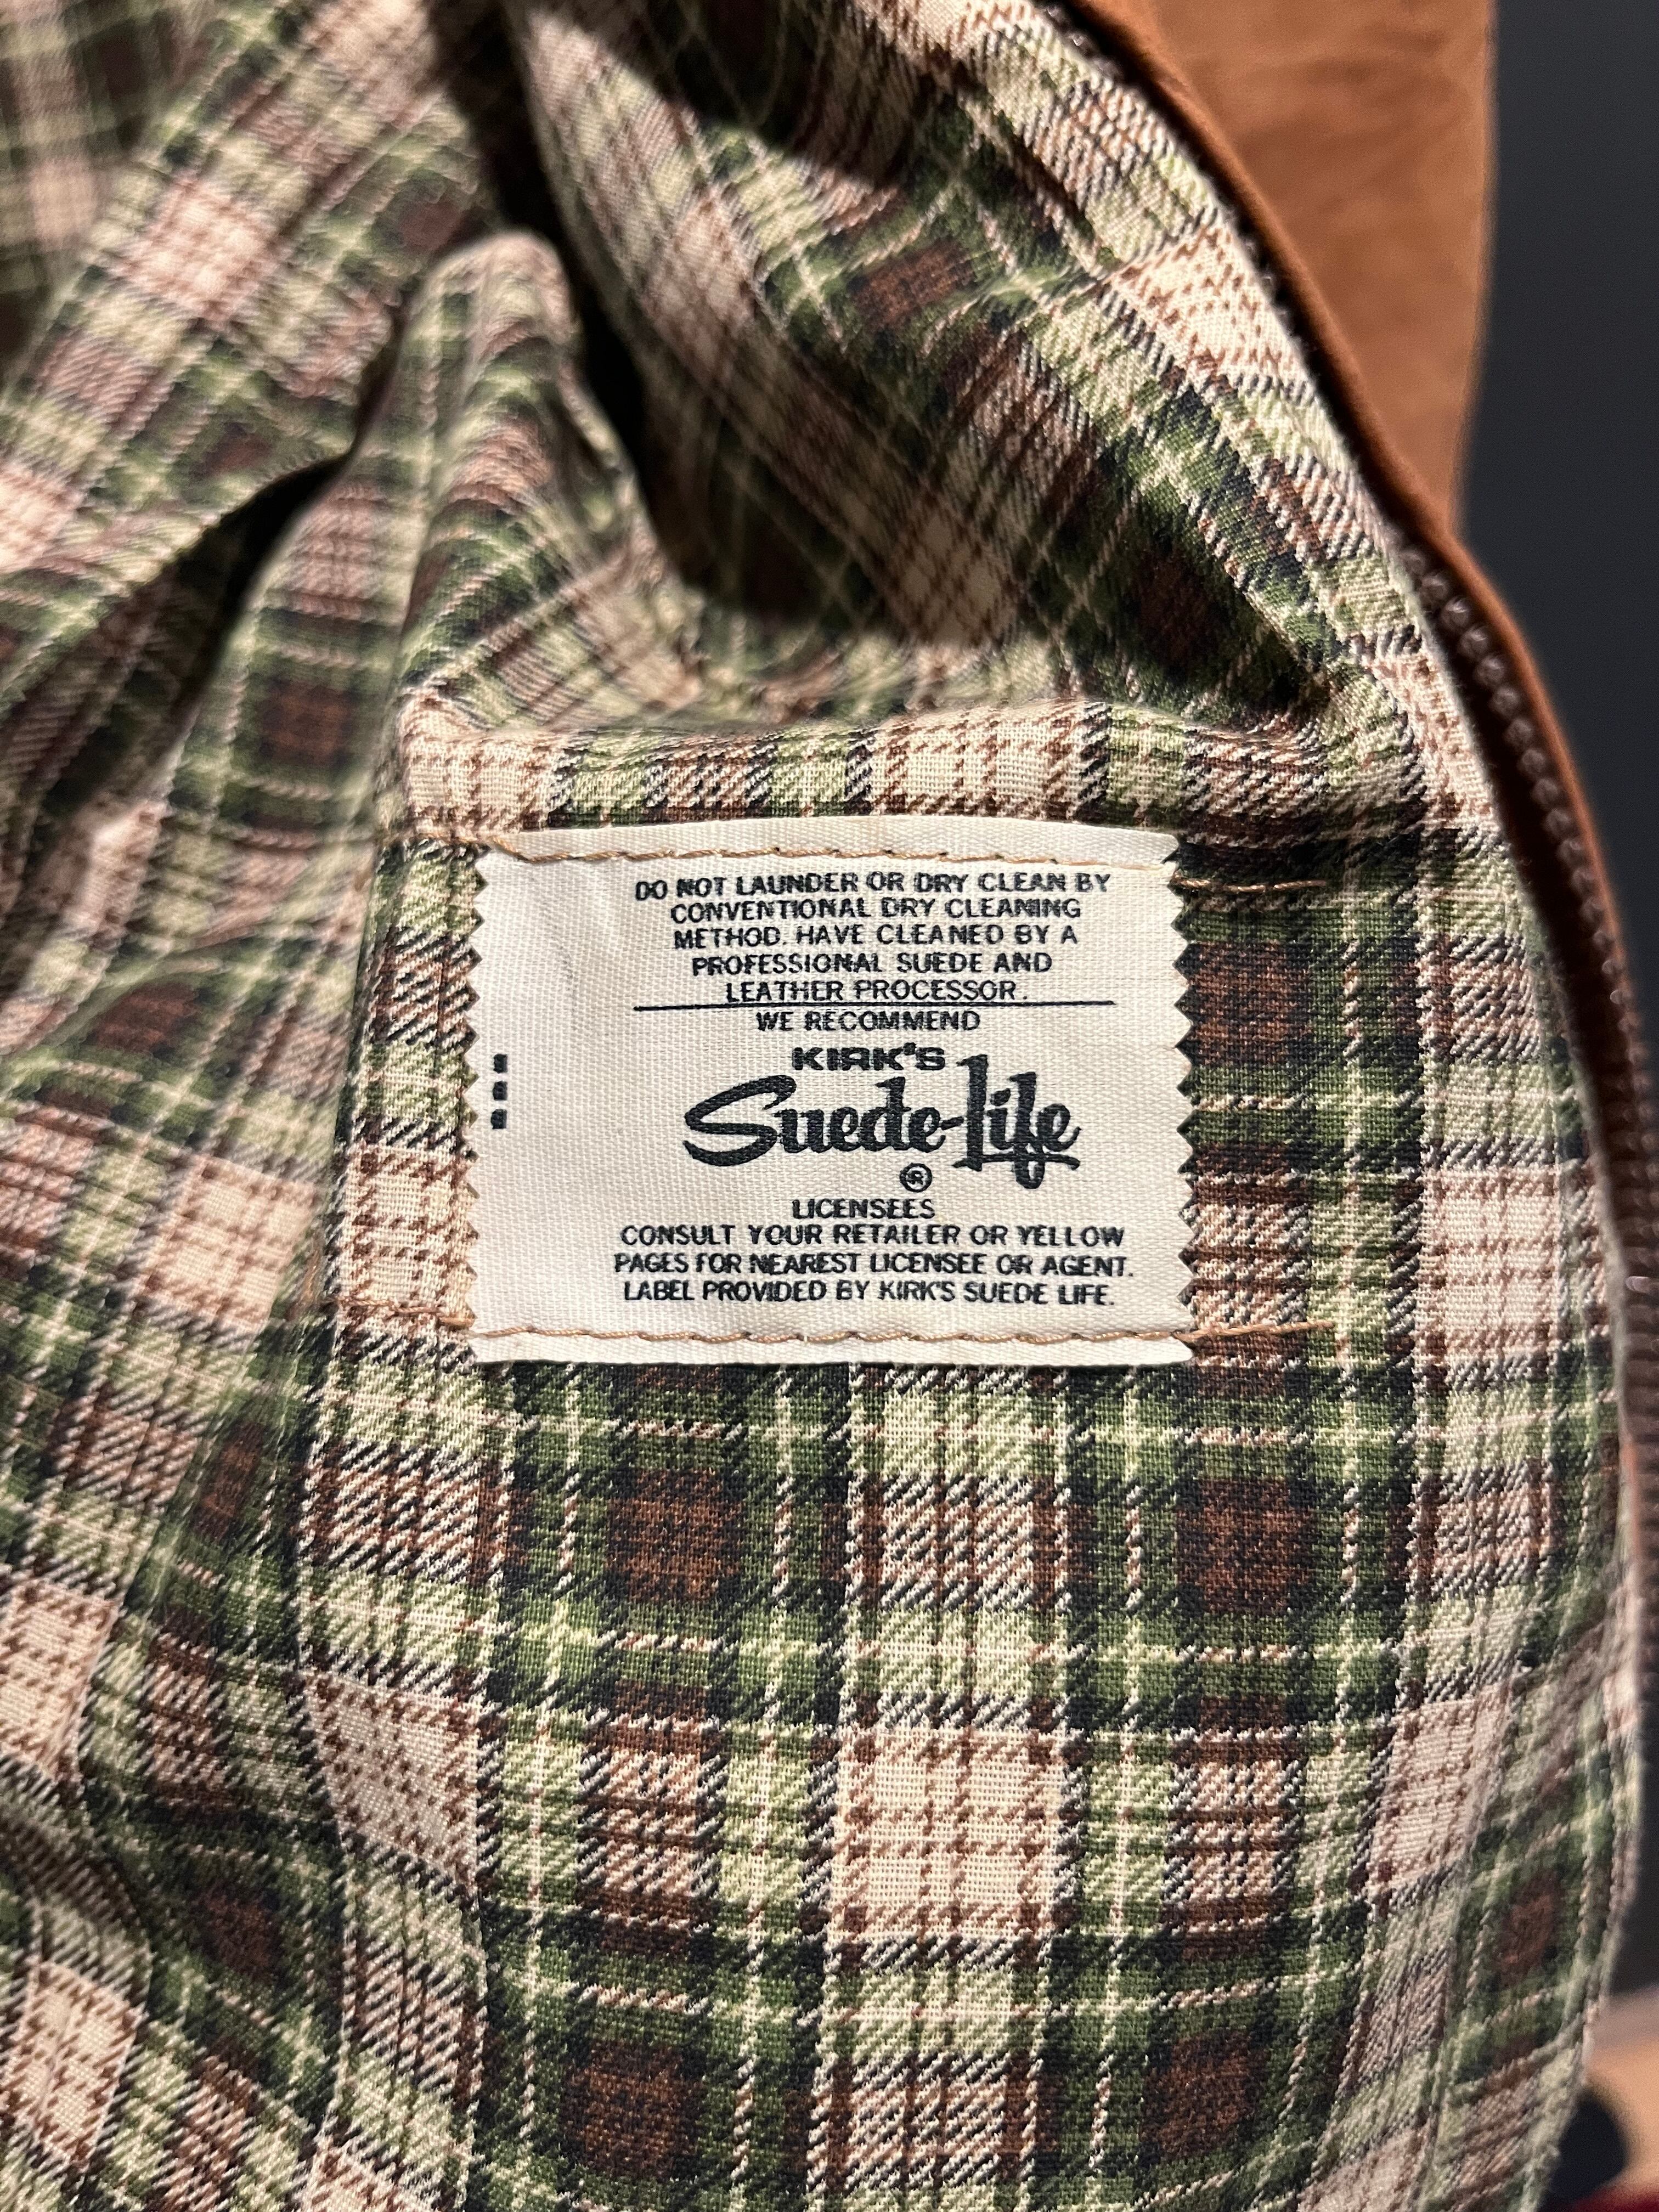 DO NOT LAUNDER OR DRY CLEAN BY
CONVENTIONAL DRY CLEANING
METHOD. HAVE CLEANED BY A
PROFESSIONAL SUEDE AND
LEATHER PROCESSOR.
WE RECOMMEND
KIRK'S
Suede-Life
®
LICENSEES
CONSULT YOUR RETAILER OR YELLOW
PAGES FOR NEAREST LICENSEE OR AGENT.
LABEL PROVIDED BY KIRK'S SUEDE LIFE.